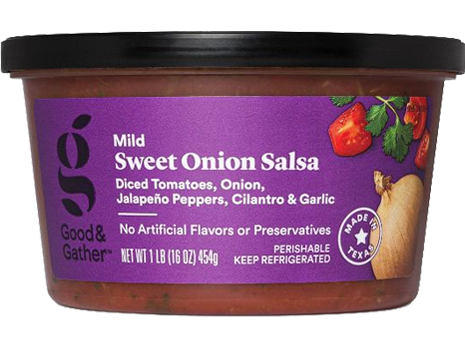 Mild
Sweet Onion Salsa
Diced Tomatoes, Onion,
Jalapeño Peppers, Cilantro & Garlic
No Artificial Flavors or Preservatives
NET WT 1 LB (16 OZ) 454g
PERISHABLE
KEEP REFRIGERATED
g
Good &
Gather™
MADE IN
TEXAS